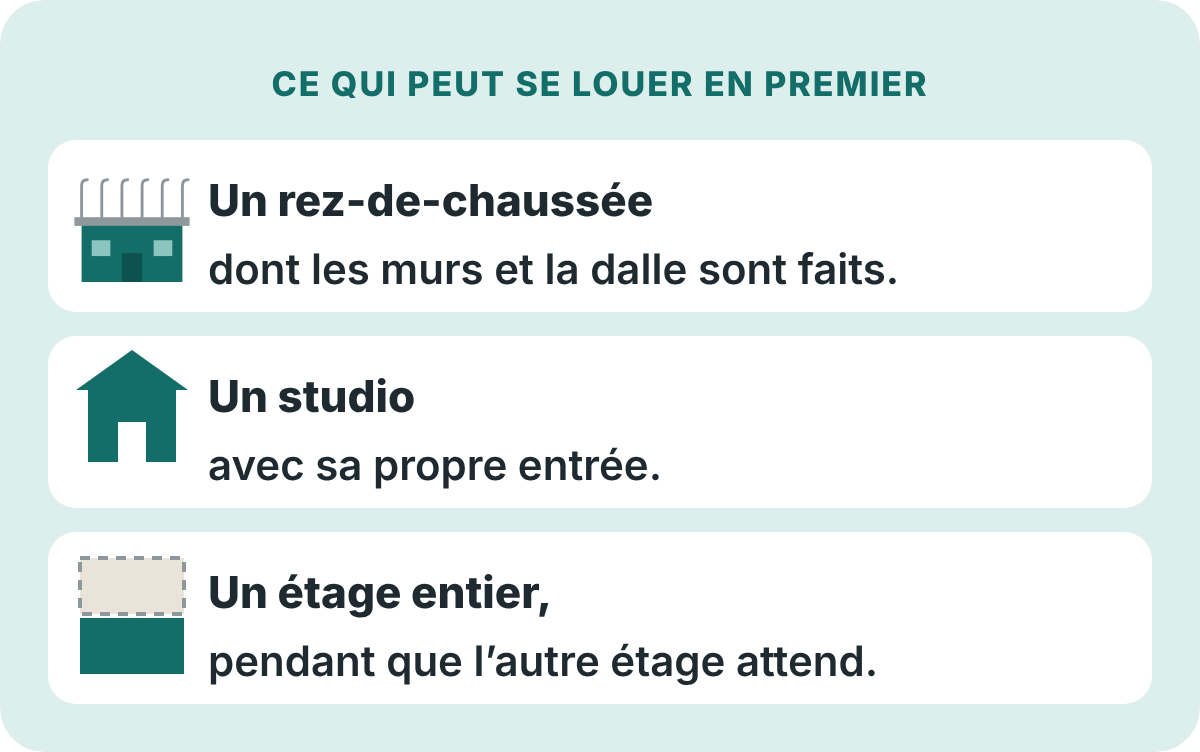 CE QUI PEUT SE LOUER EN PREMIER
Un rez-de-chaussée
dont les murs et la dalle sont faits.
Un studio
avec sa propre entrée.
Un étage entier,
pendant que l’autre étage attend.